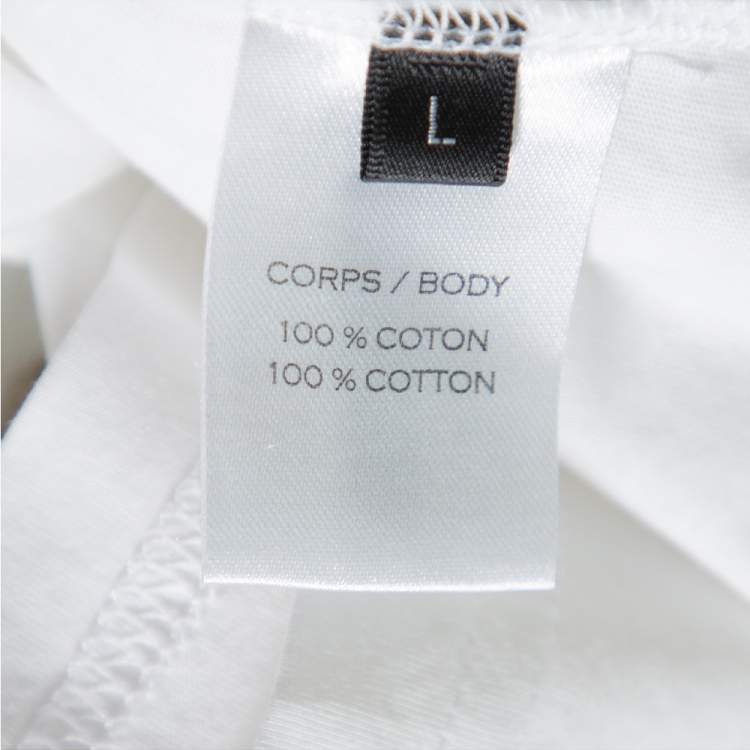 L
CORPS / BODY
100 % COTON
100 % COTTON